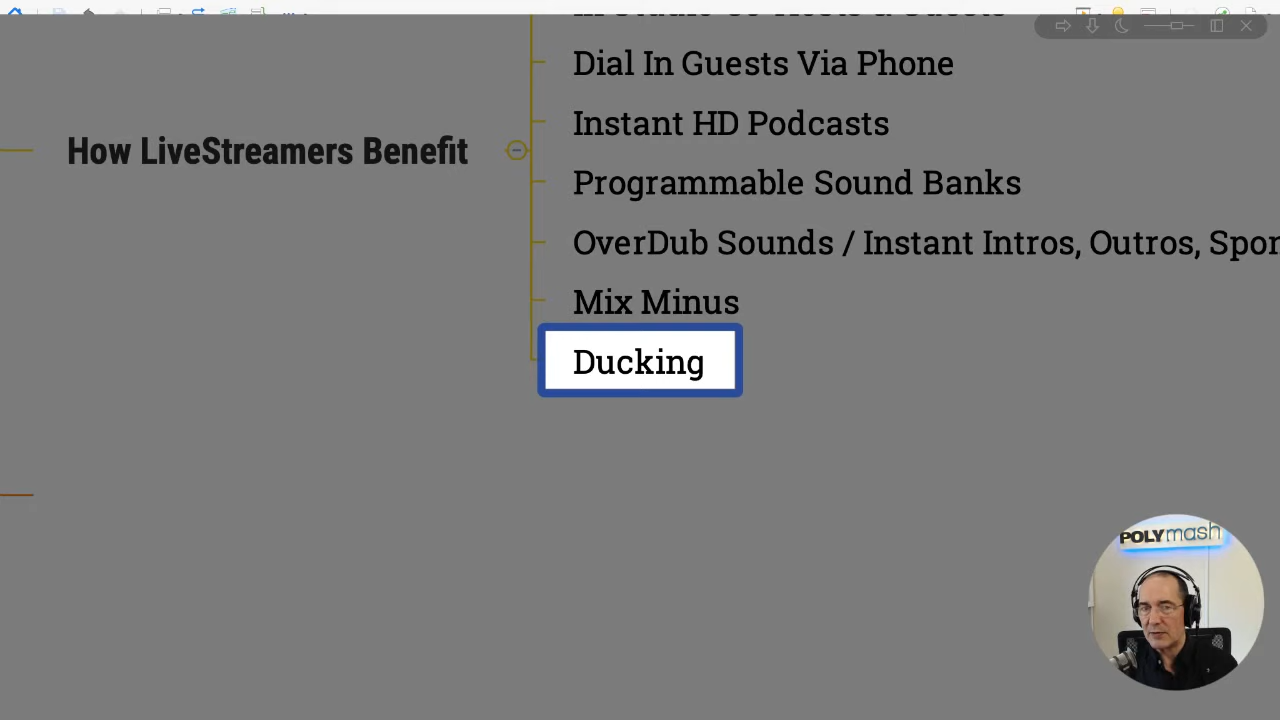 Dial In Guests Via Phone
Instant HD Podcasts
How LiveStreamers Benefit
Programmable Sound Banks
OverDub Sounds / Instant Intros, Outros, Spor
Mix Minus
Ducking
POLYmash